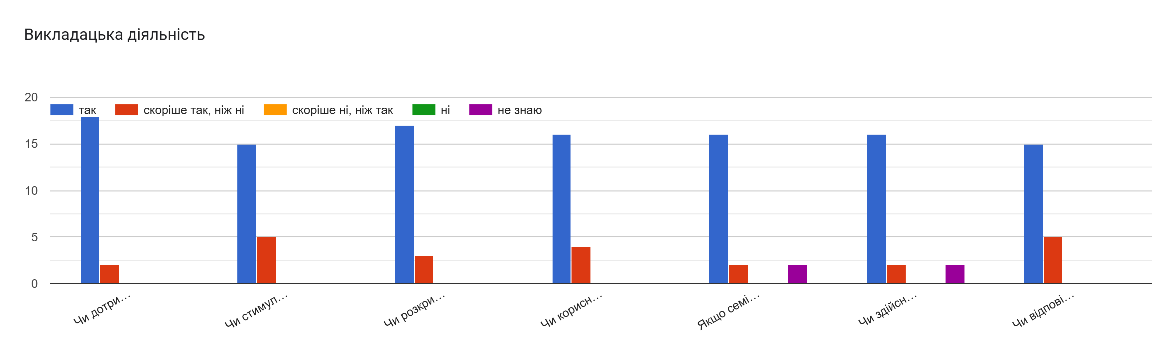 Викладацька діяльність
20
так скоріше так, ніж ні скоріше ні, ніж так ні не знаю
15
10
5
0
Чи дотри… Чи стимул… Чи розкри… Чи корисн… Якщо семі… Чи здійсн… Чи відпові…